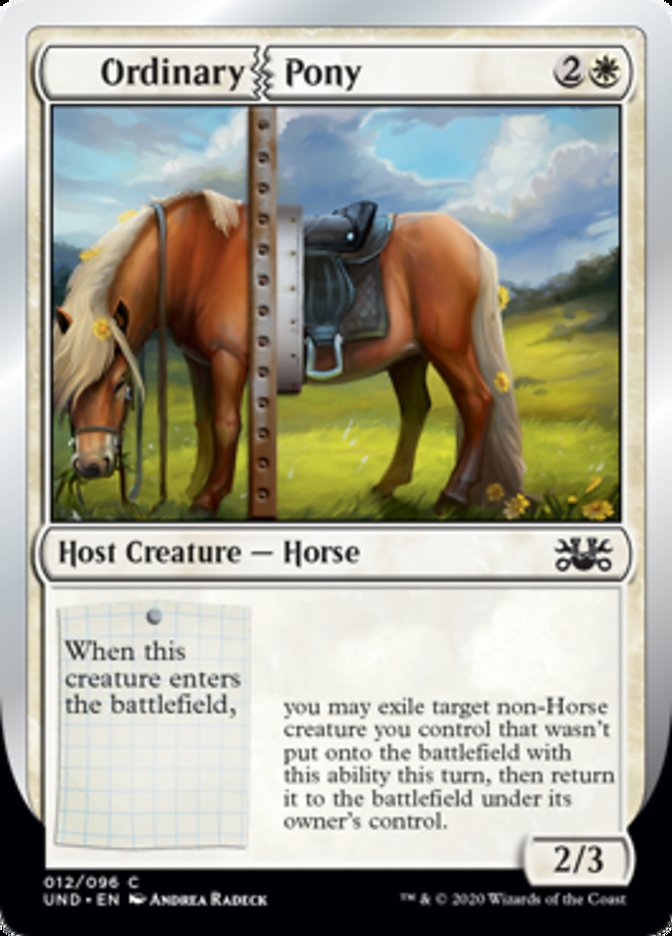 Ordinary Pony 2
Host Creature — Horse
When this
creature enters
the battlefield,
you may exile target non-Horse
creature you control that wasn't
put onto the battlefield with
this ability this turn, then return
it to the battlefield under its
owner's control.
2/3
012/096 C
UND • EN Andrea Radeck
™ & © 2020 Wizards of the Coast